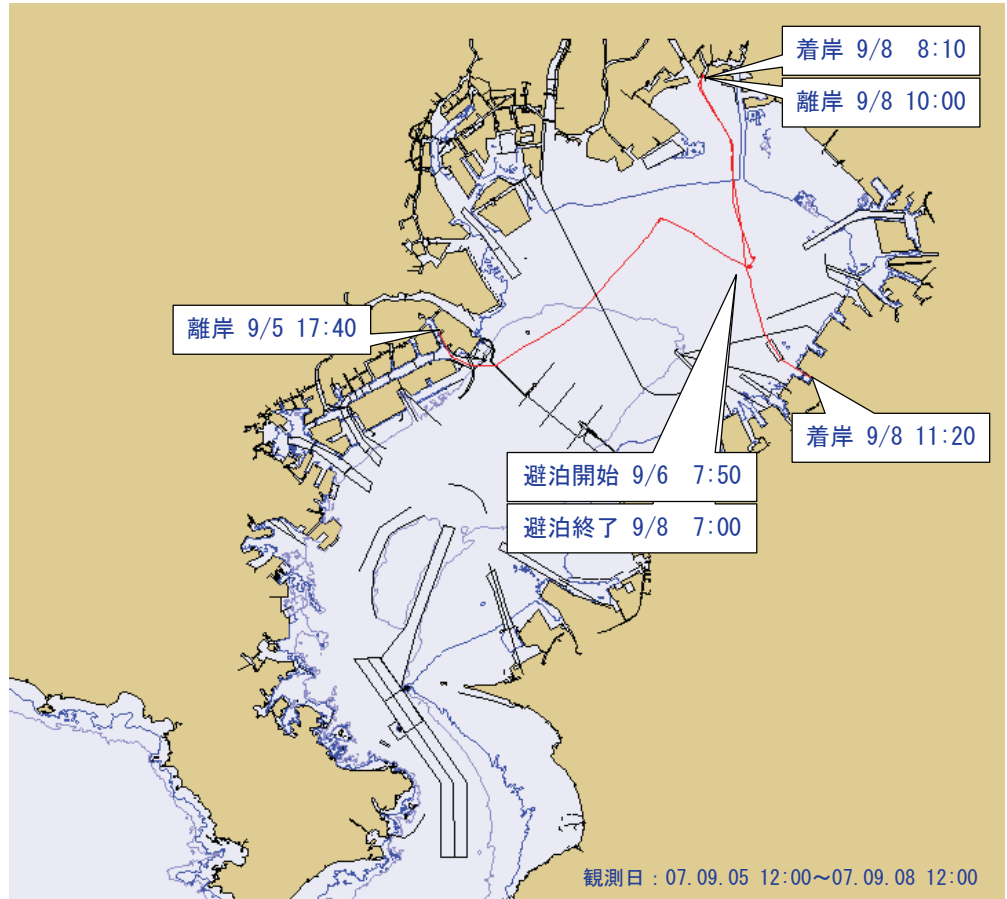 着岸 9/8 8:10
離岸 9/8 10:00
離岸 9/5 17:40
着岸 9/8 11:20
避泊開始 9/6 7:50
避泊終了 9/8 7:00
観測日：07.09.05 12:00～07.09.08 12:00